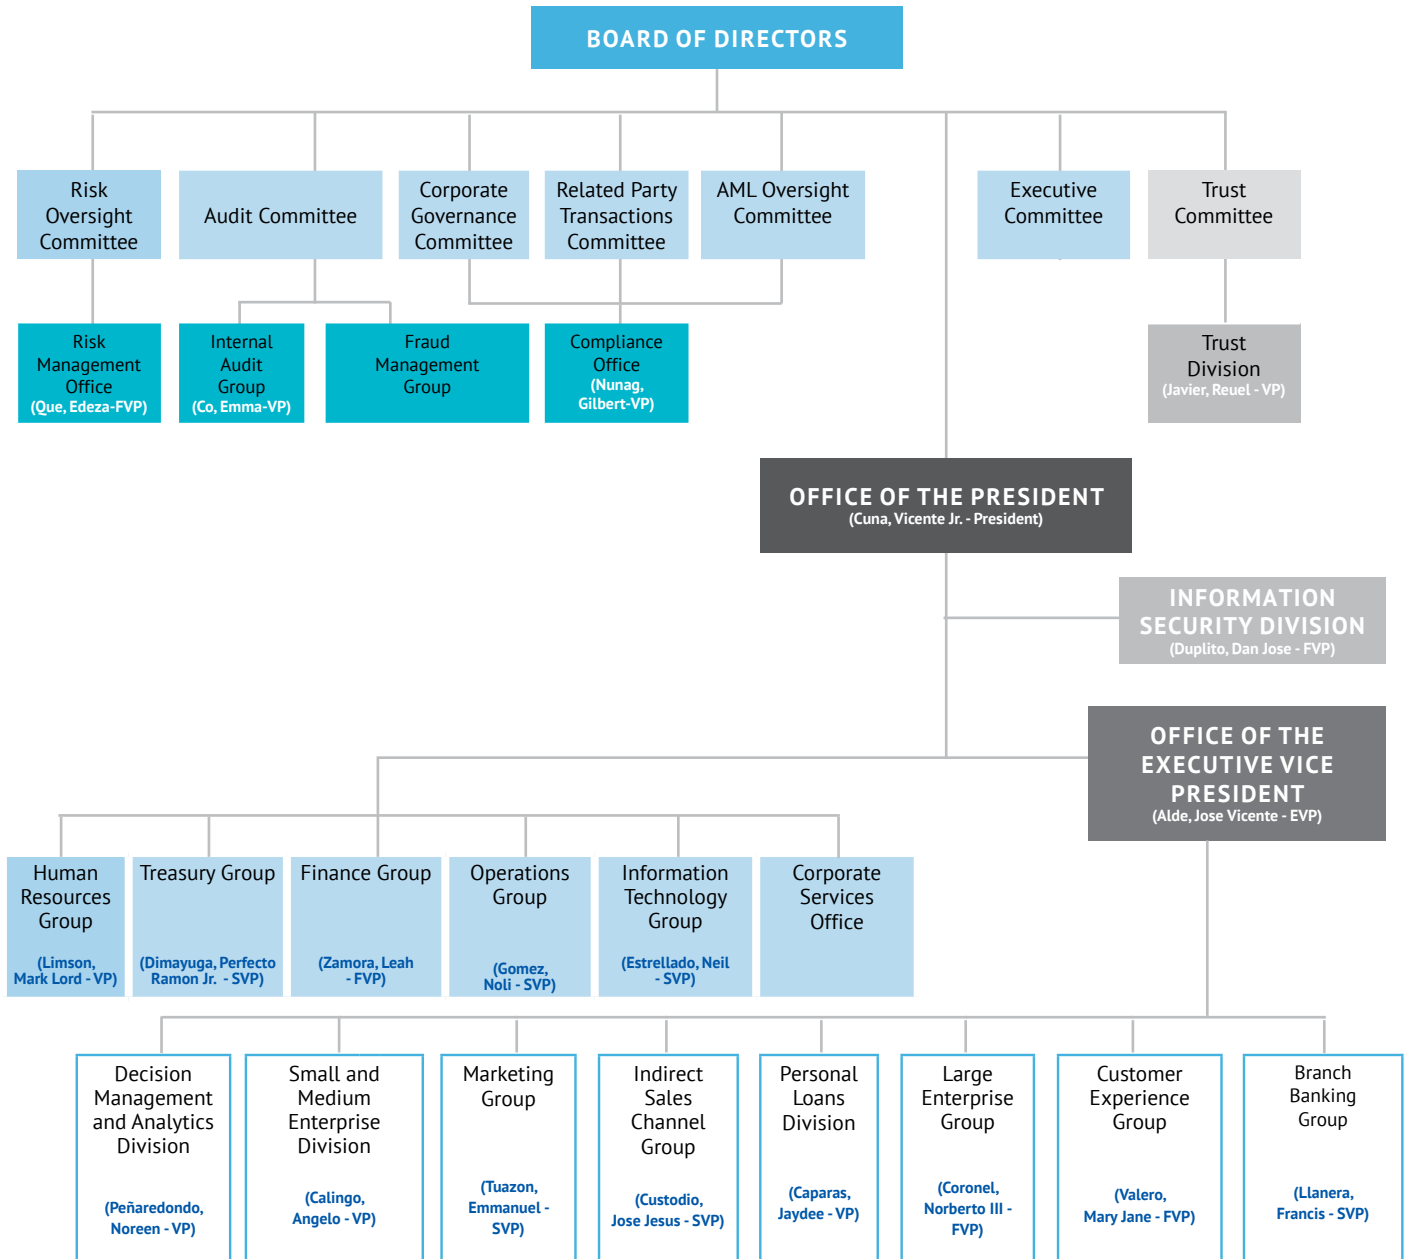 BOARD OF DIRECTORS
Risk
Oversight
Committee
Audit Committee
Corporate
Governance
Committee
Related Party
Transactions
Committee
AML Oversight
Committee
Executive
Committee
Trust
Committee
Risk
Management
Office
(Que, Edeza-FVP)
Internal
Audit
Group
(Co, Emma-VP)
Fraud
Management
Group
Compliance
Office
(Nunag,
Gilbert-VP)
Trust
Division
(Javier, Reuel - VP)
OFFICE OF THE PRESIDENT
(Cuna, Vicente Jr. - President)
INFORMATION
SECURITY DIVISION
(Duplito, Dan Jose - FVP)
OFFICE OF THE
EXECUTIVE VICE
PRESIDENT
(Alde, Jose Vicente - EVP)
Human
Resources
Group
(Limson,
Mark Lord - VP)
Treasury Group
(Dimayuga, Perfecto
Ramon Jr. - SVP)
Finance Group
(Zamora, Leah
- FVP)
Operations
Group
(Gomez,
Noli - SVP)
Information
Technology
Group
(Estrellado, Neil
- SVP)
Corporate
Services
Office
Decision
Management
and Analytics
Division
(Peñaredondo,
Noreen - VP)
Small and
Medium
Enterprise
Division
(Calingo,
Angelo - VP)
Marketing
Group
(Tuazon,
Emmanuel -
SVP)
Indirect
Sales
Channel
Group
(Custodio,
Jose Jesus - SVP)
Personal
Loans
Division
(Caparas,
Jaydee - VP)
Large
Enterprise
Group
(Coronel,
Norberto III -
FVP)
Customer
Experience
Group
(Valero,
Mary Jane - FVP)
Branch
Banking
Group
(Llanera,
Francis - SVP)